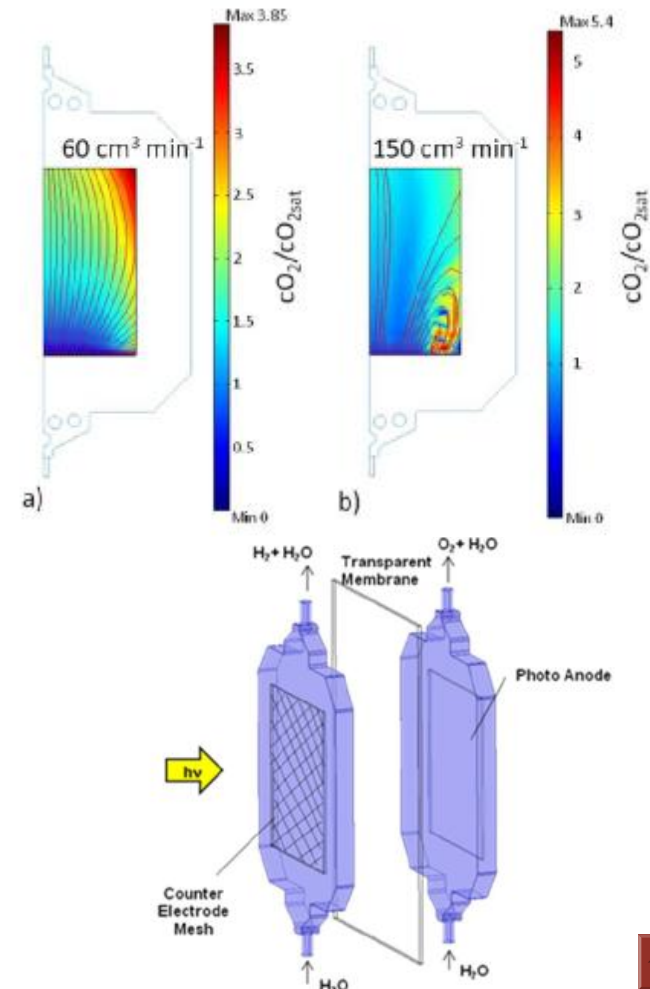 Max 3.85
3.5
3
2.5
2
1.5
1
0.5
Min 0
60 cm³ min⁻¹
cO₂/cO₂sat
a)
Max 5.4
5
4
3
2
1
Min 0
150 cm³ min⁻¹
cO₂/cO₂sat
b)
H₂ + H₂O
Transparent
Membrane
O₂ + H₂O
Photo Anode
hν
Counter
Electrode
Mesh
H₂O
H₂O